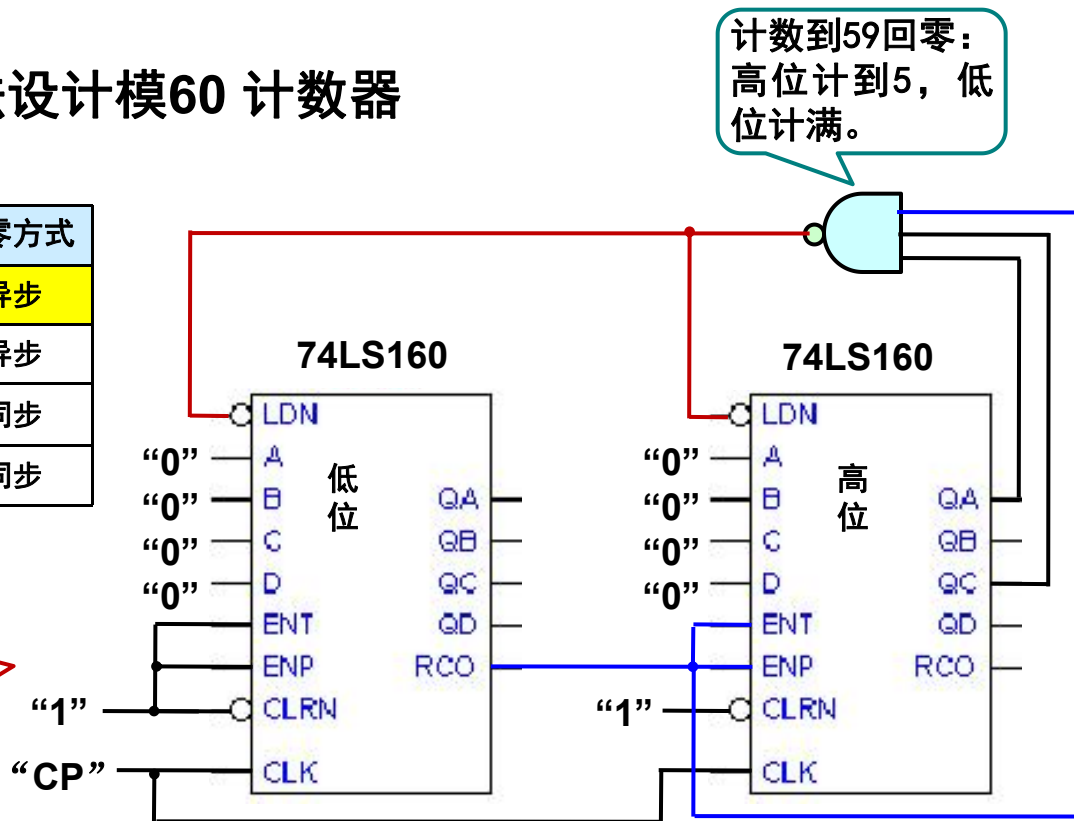 计数到59回零:
高位计到5，低
位计满。
法设计模60 计数器
零方式
异步
异步
同步
同步
74LS160
LDN
A
B
C
D
ENT
ENP
CLRN
CLK
低
位
QA
QB
QC
QD
RCO
“0”
“0”
“0”
“0”
“1”
“CP”
74LS160
LDN
A
B
C
D
ENT
ENP
CLRN
CLK
高
位
QA
QB
QC
QD
RCO
“0”
“0”
“0”
“0”
“1”